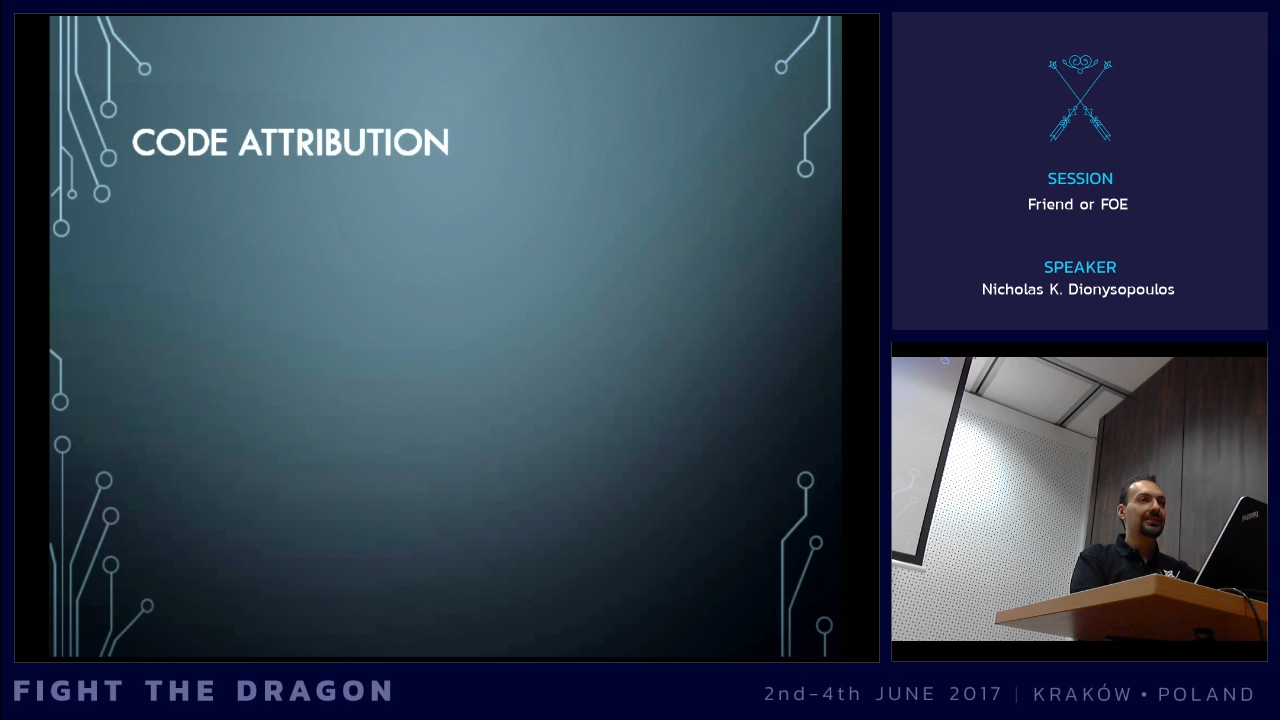 CODE ATTRIBUTION
SESSION
Friend or FOE
SPEAKER
Nicholas K. Dionysopoulos
FIGHT THE DRAGON
2nd-4th JUNE 2017 | KRAKÓW • POLAND